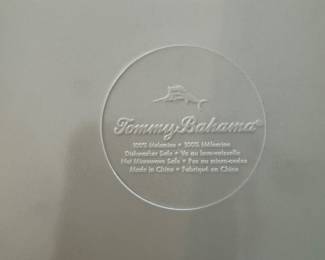 Tommy Bahama®
100% Melamine • 100% Mélamine
Dishwasher Safe • Va au lave-vaisselle
Not Microwave Safe • Pas au micro-ondes
Made in China • Fabriqué en Chine